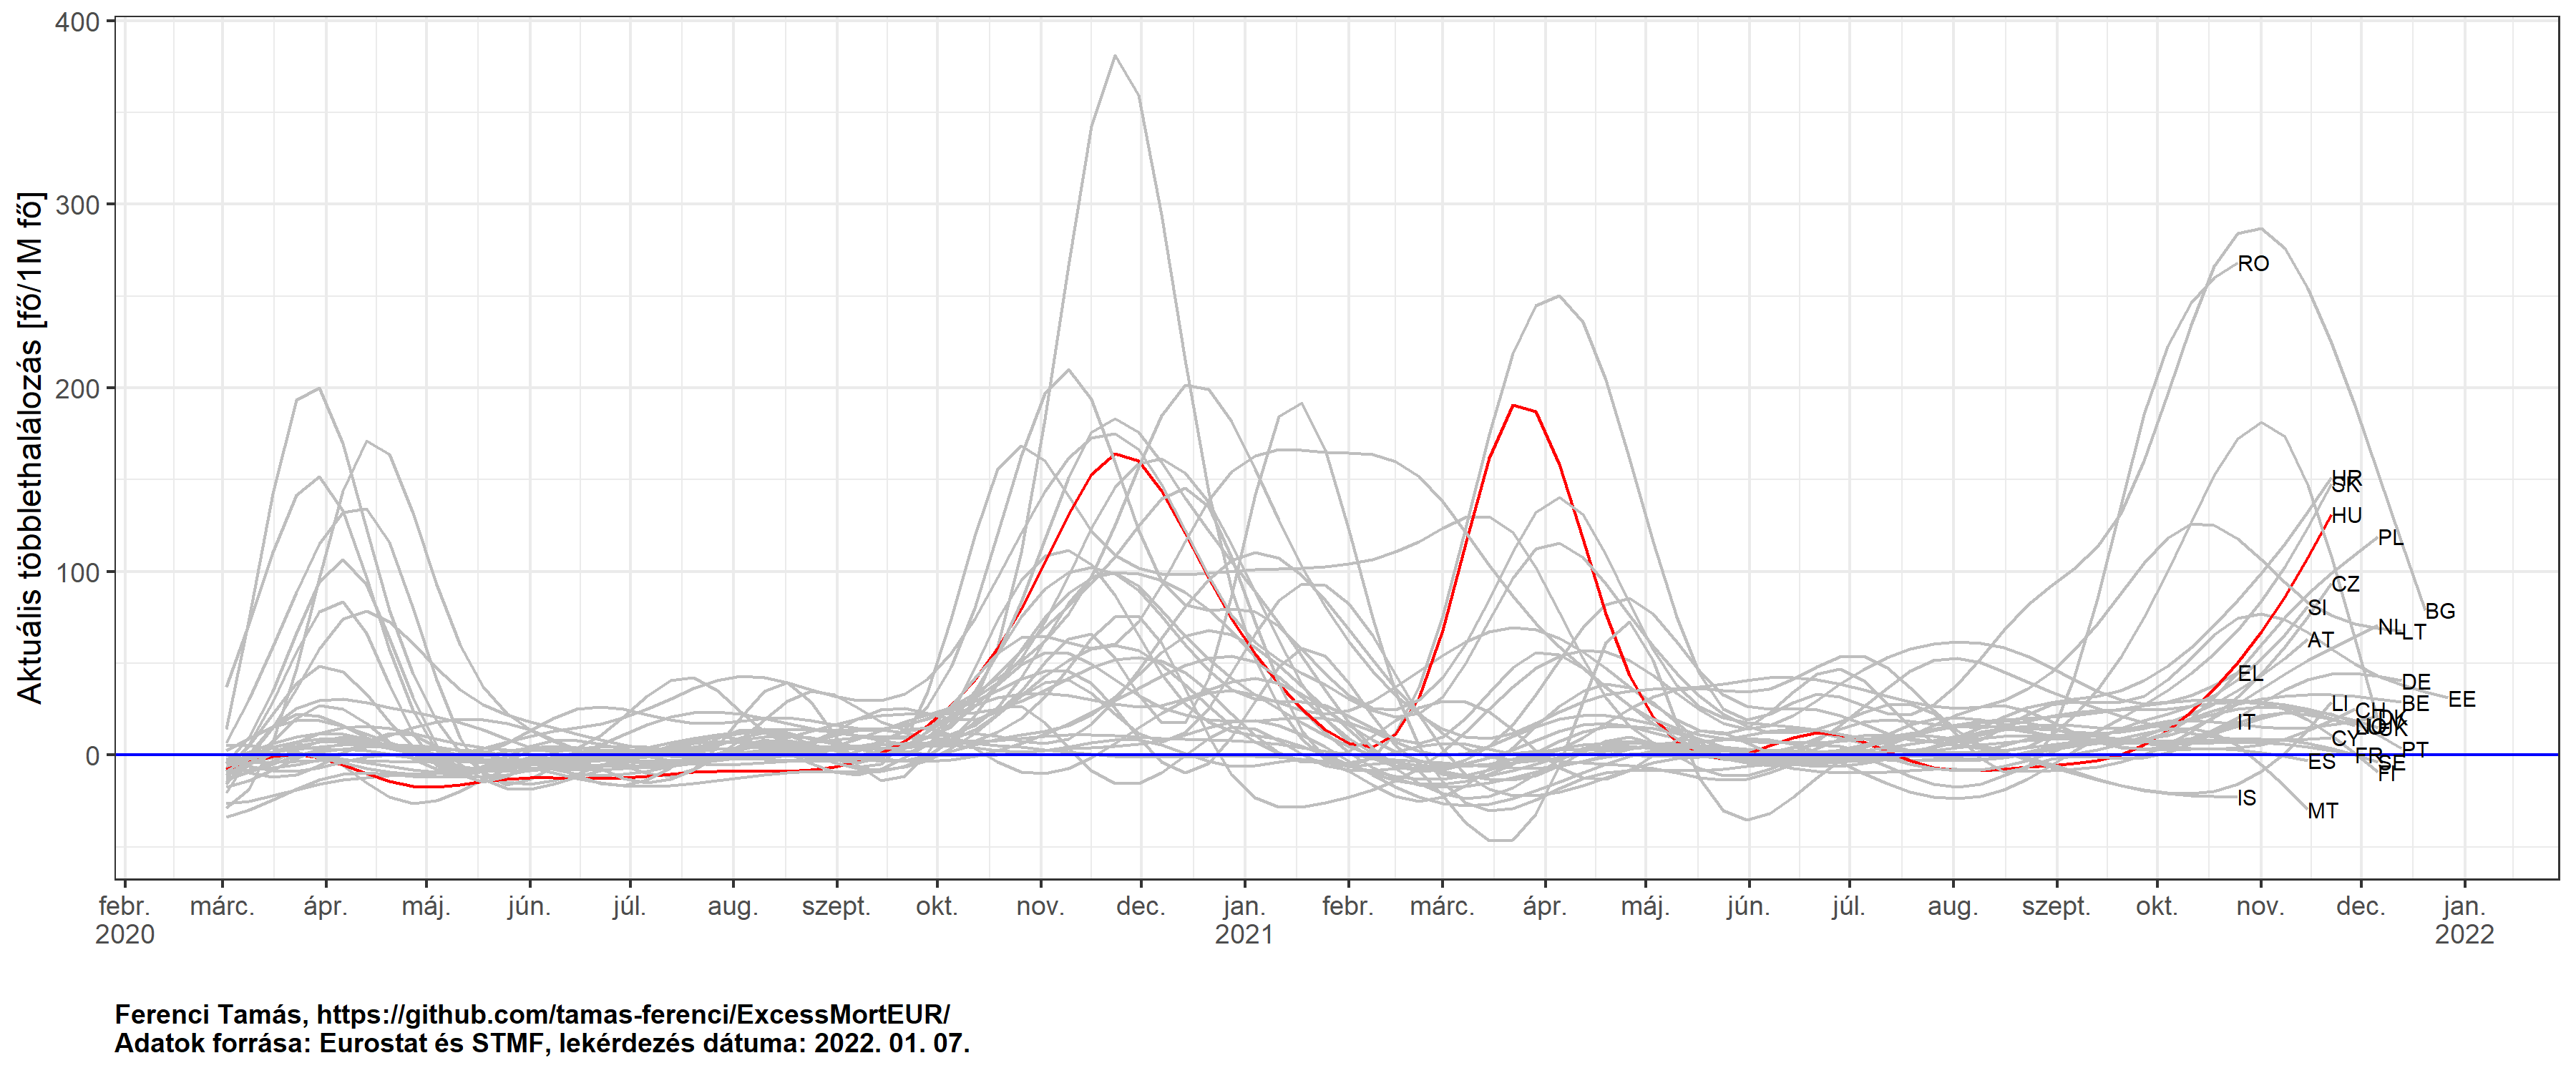 Aktuális többlethalálozás [fő/1M fő]
400
300
200
100
0
RO
HR
SK
HU
PL
CZ
SI
BG
NL
LT
AT
EL
DE
EE
LI
BE
CH
DK
IT
NO
CY
PT
FR
ES
SE
FI
IS
MT
febr. márc. ápr. máj. jún. júl. aug. szept. okt. nov. dec. jan. febr. márc. ápr. máj. jún. júl. aug. szept. okt. nov. dec. jan.
2020 2021 2022
Ferenci Tamás, https://github.com/tamas-ferenci/ExcessMortEUR/
Adatok forrása: Eurostat és STMF, lekérdezés dátuma: 2022. 01. 07.